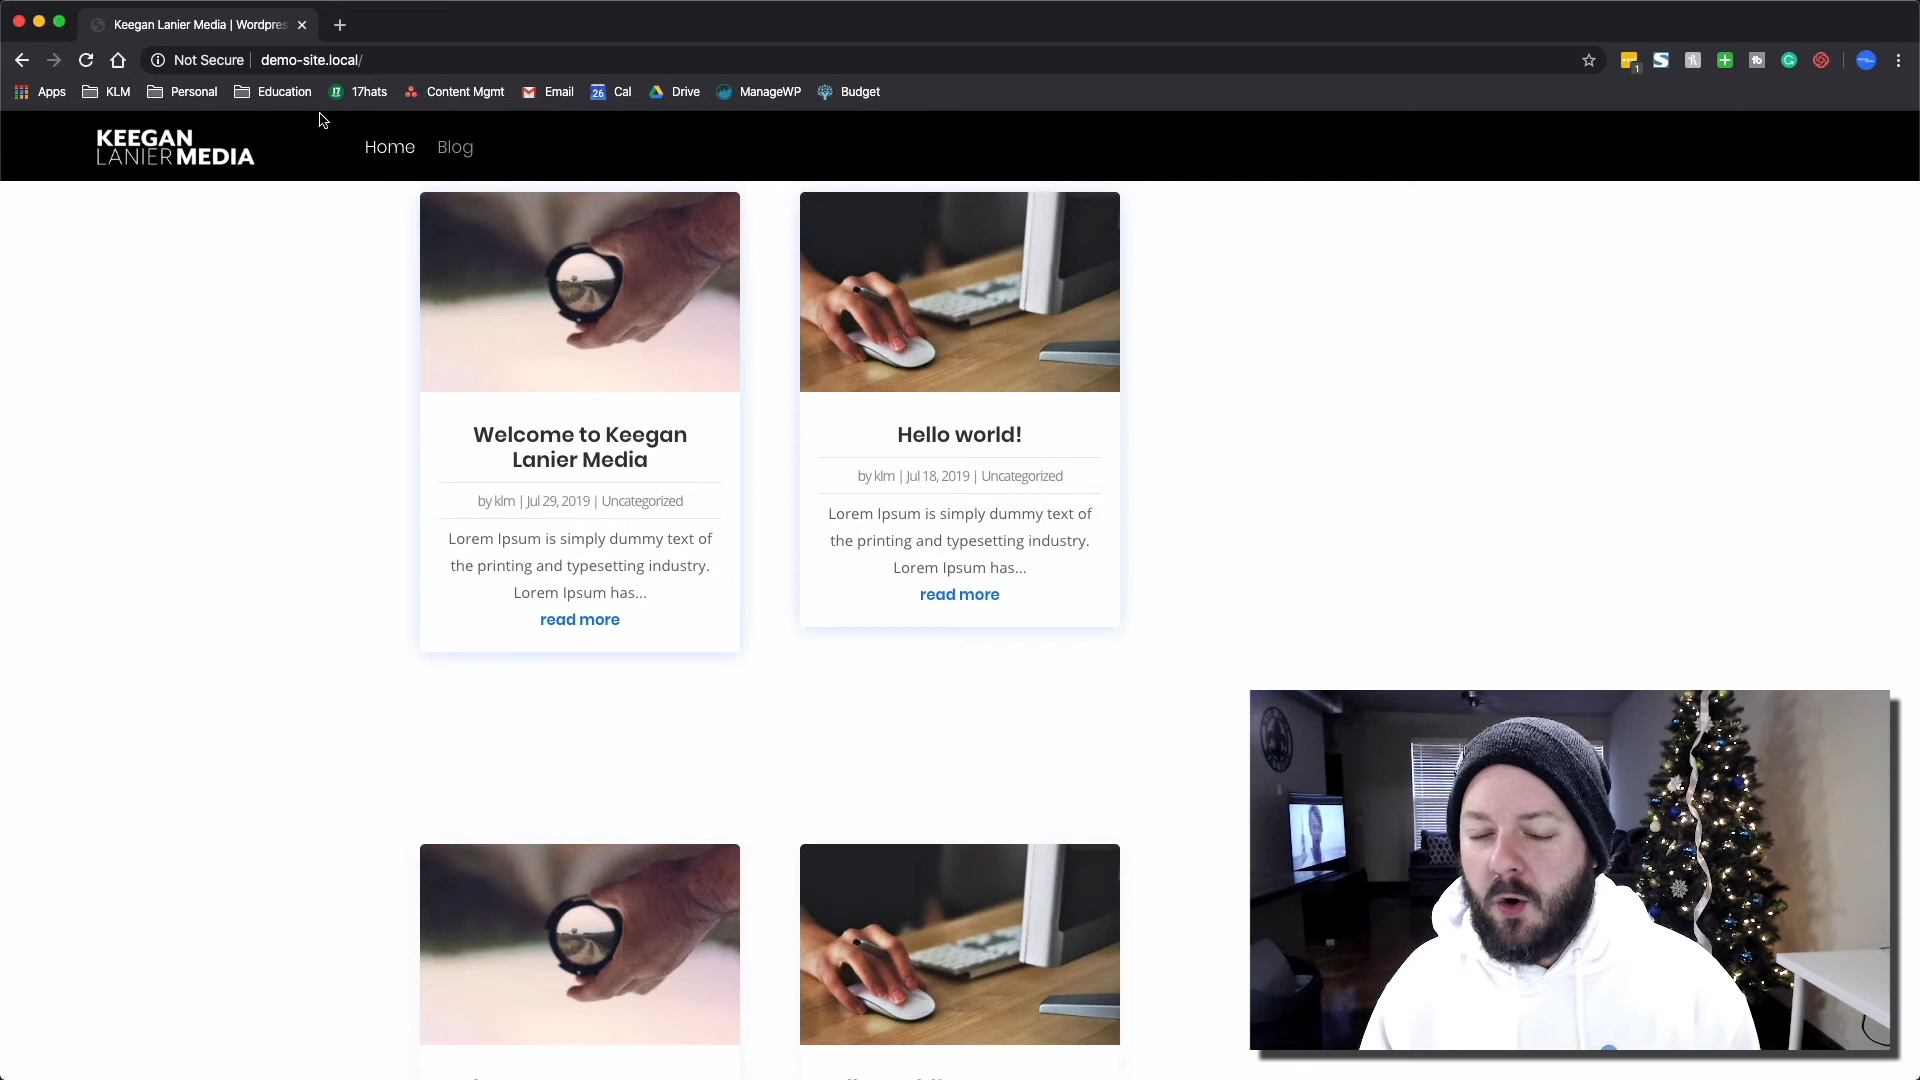 Keegan Lanier Media | Wordpres
Not Secure demo-site.local/
1
Apps KLM Personal Education 17hats Content Mgmt Email 26 Cal Drive ManageWP Budget
KEEGAN
LANIERMEDIA
Home Blog
Welcome to Keegan
Lanier Media
by klm | Jul 29, 2019 | Uncategorized
Lorem Ipsum is simply dummy text of
the printing and typesetting industry.
Lorem Ipsum has...
read more
Hello world!
by klm | Jul 18, 2019 | Uncategorized
Lorem Ipsum is simply dummy text of
the printing and typesetting industry.
Lorem Ipsum has...
read more